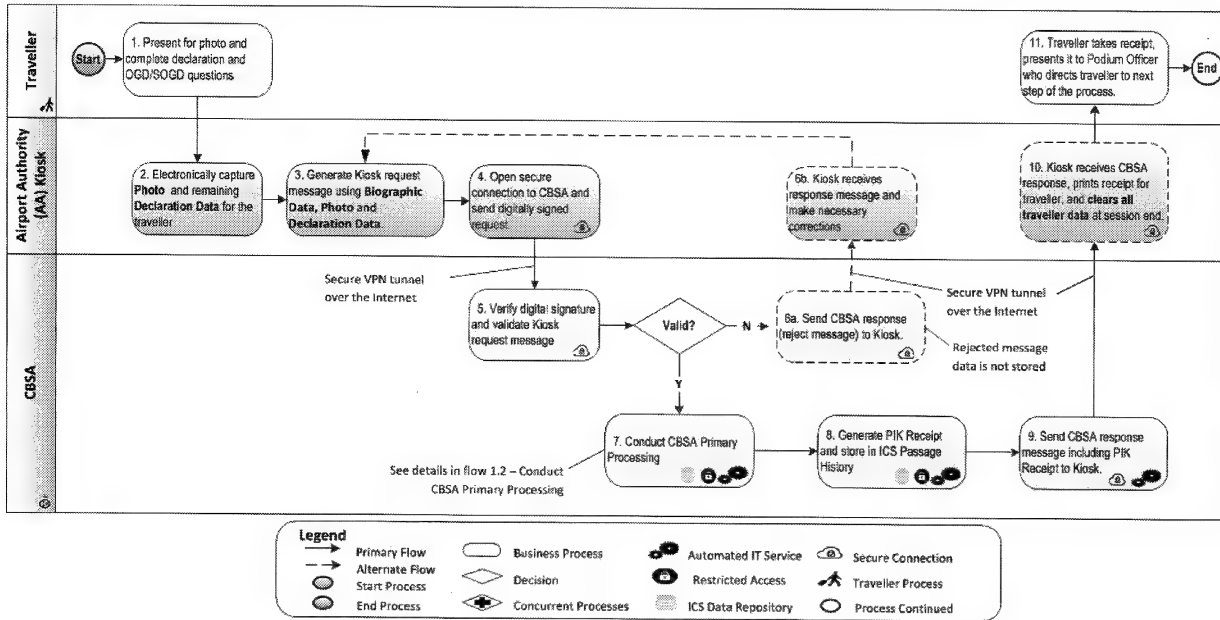 Traveller
Start
1. Present for photo and
complete declaration and
OGD/SOGD questions
11. Traveller takes receipt,
presents it to Podium Officer
who directs traveller to next
step of the process.
End
Airport Authority
(AA) Kiosk
2. Electronically capture
Photo and remaining
Declaration Data for the
traveller
3. Generate Kiosk request
message using Biographic
Data, Photo and
Declaration Data.
4. Open secure
connection to CBSA and
send digitally signed
request
6b. Kiosk receives
response message and
make necessary
corrections
10. Kiosk receives CBSA
response, prints receipt for
traveller, and clears all
traveller data at session end.
CBSA
Secure VPN tunnel
over the Internet
5. Verify digital signature
and validate Kiosk
request message
Valid?
N
6a. Send CBSA response
(reject message) to Kiosk.
Secure VPN tunnel
over the Internet
Rejected message
data is not stored
Y
7. Conduct CBSA Primary
Processing
See details in flow 1.2 – Conduct
CBSA Primary Processing
8. Generate PIK Receipt
and store in ICS Passage
History
9. Send CBSA response
message including PIK
Receipt to Kiosk.
Legend
Primary Flow
Alternate Flow
Start Process
End Process
Business Process
Decision
Concurrent Processes
Automated IT Service
Restricted Access
ICS Data Repository
Secure Connection
Traveller Process
Process Continued